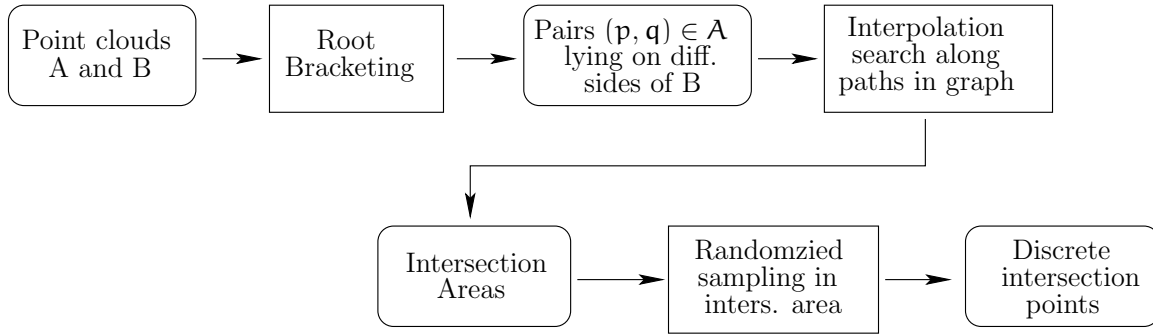 Point clouds
A and B
Root
Bracketing
Pairs (p, q) ∈ A
lying on diff.
sides of B
Interpolation
search along
paths in graph
Intersection
Areas
Randomzied
sampling in
inters. area
Discrete
intersection
points